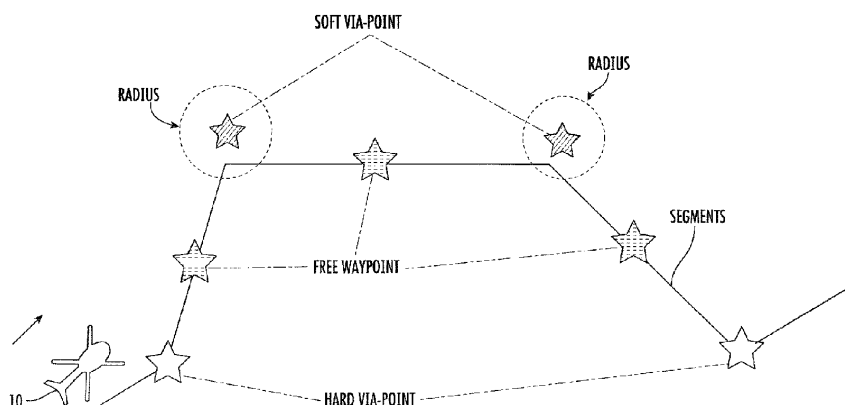 SOFT VIA-POINT
RADIUS
RADIUS
SEGMENTS
FREE WAYPOINT
10
HARD VIA-POINT